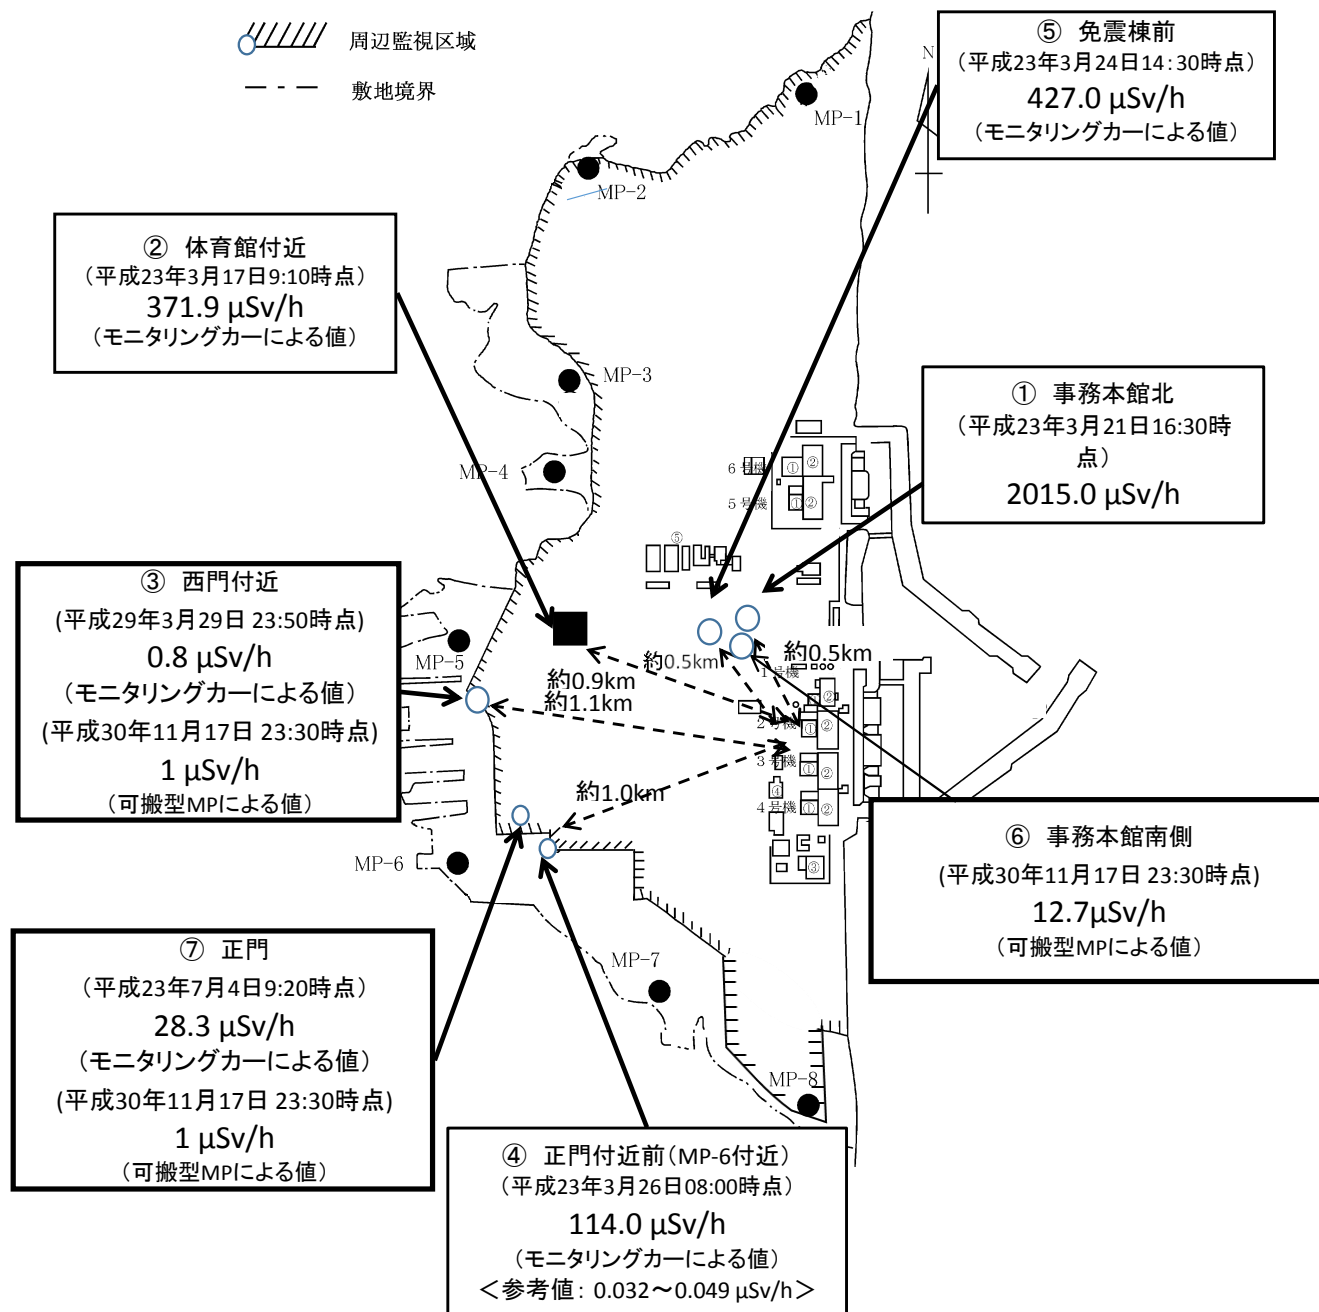 周辺監視区域
敷地境界
⑤ 免震棟前
(平成23年3月24日14:30時点)
427.0 μSv/h
(モニタリングカーによる値)
N
MP-1
MP-2
② 体育館付近
(平成23年3月17日9:10時点)
371.9 μSv/h
(モニタリングカーによる値)
MP-3
MP-4
① 事務本館北
(平成23年3月21日16:30時
点)
2015.0 μSv/h
6号機
①
②
5号機
①
②
⑤
③ 西門付近
(平成29年3月29日 23:50時点)
0.8 μSv/h
(モニタリングカーによる値)
(平成30年11月17日 23:30時点)
1 μSv/h
(可搬型MPによる値)
MP-5
約0.5km
約0.5km
約0.9km
約1.1km
1号機
②
2号機
①
②
3号機
①
②
④
4号機
①
②
③
約1.0km
MP-6
⑥ 事務本館南側
(平成30年11月17日 23:30時点)
12.7μSv/h
(可搬型MPによる値)
⑦ 正門
(平成23年7月4日9:20時点)
28.3 μSv/h
(モニタリングカーによる値)
(平成30年11月17日 23:30時点)
1 μSv/h
(可搬型MPによる値)
MP-7
MP-8
④ 正門付近前(MP-6付近)
(平成23年3月26日08:00時点)
114.0 μSv/h
(モニタリングカーによる値)
<参考値: 0.032~0.049 μSv/h>